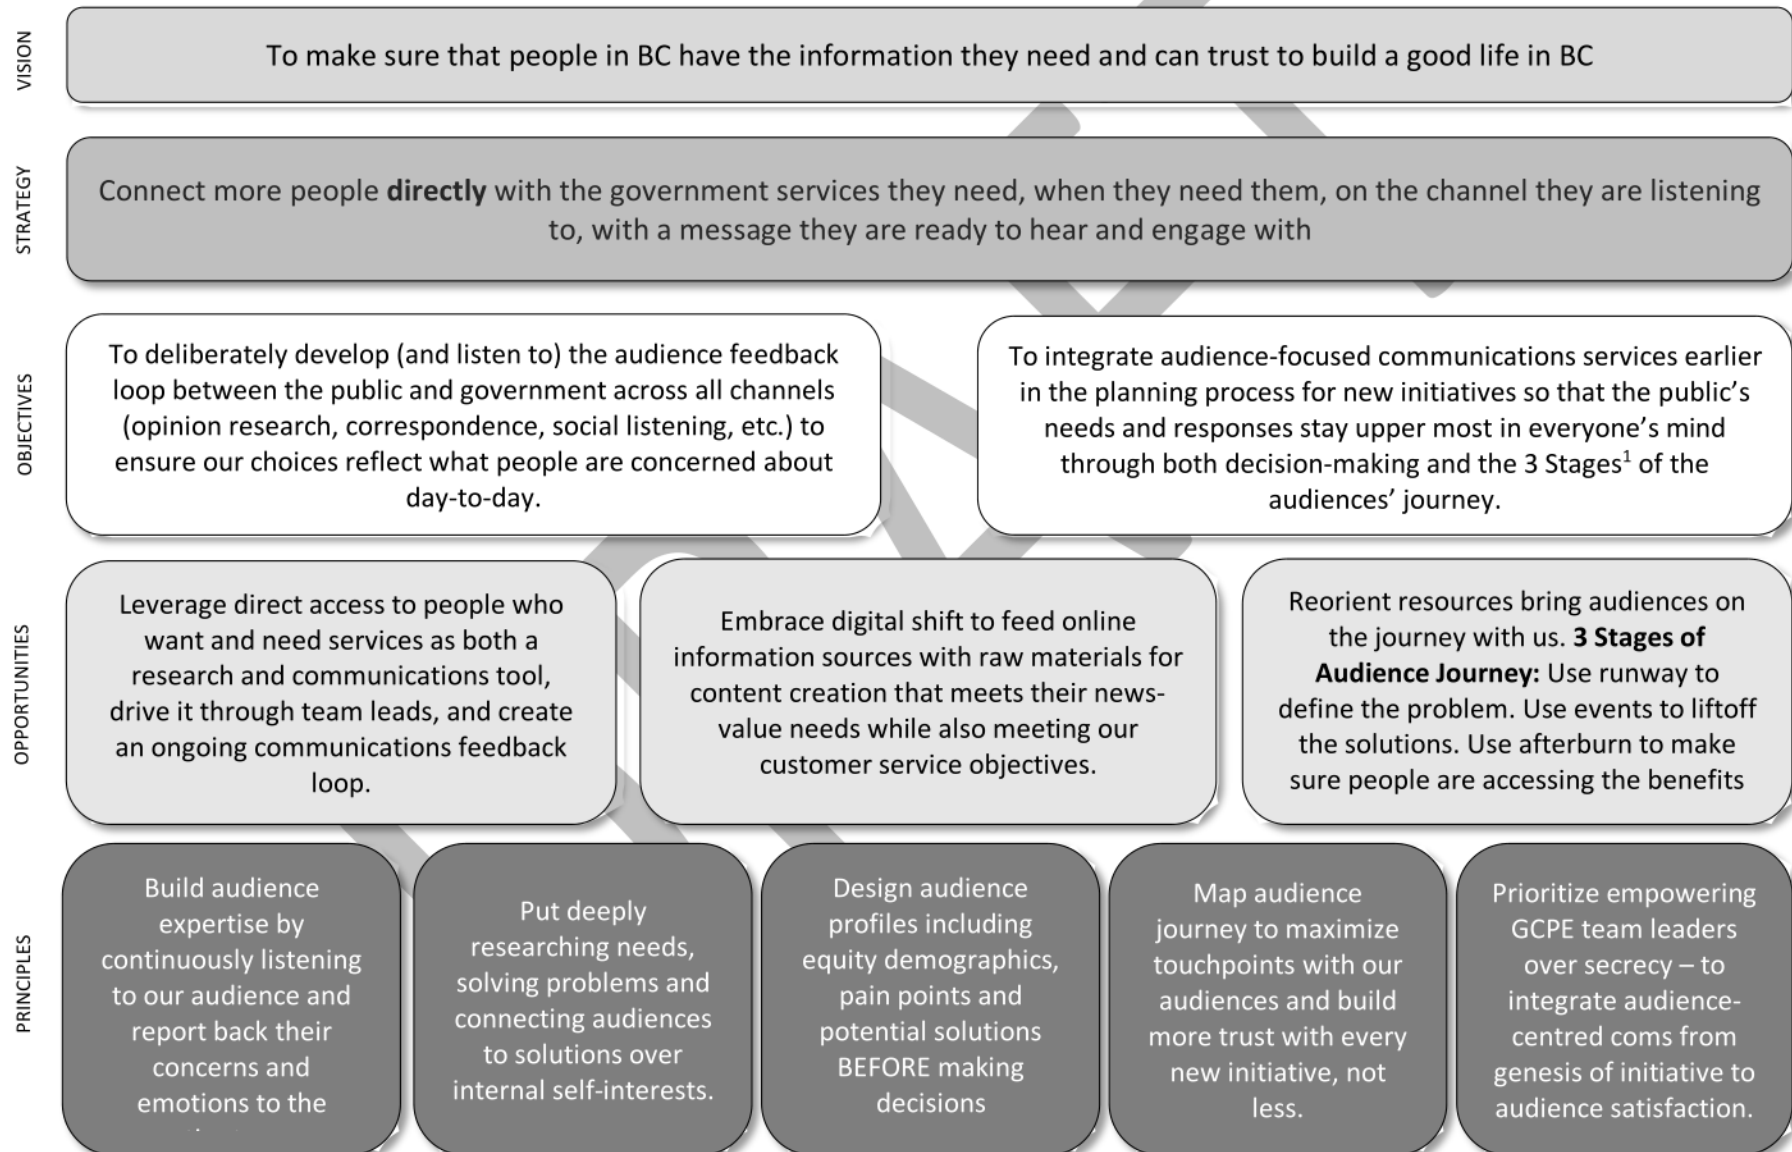 VISION
To make sure that people in BC have the information they need and can trust to build a good life in BC
STRATEGY
Connect more people directly with the government services they need, when they need them, on the channel they are listening
to, with a message they are ready to hear and engage with
OBJECTIVES
To deliberately develop (and listen to) the audience feedback
loop between the public and government across all channels
(opinion research, correspondence, social listening, etc.) to
ensure our choices reflect what people are concerned about
day-to-day.
To integrate audience-focused communications services earlier
in the planning process for new initiatives so that the public's
needs and responses stay upper most in everyone's mind
through both decision-making and the 3 Stages¹ of the
audiences' journey.
OPPORTUNITIES
Leverage direct access to people who
want and need services as both a
research and communications tool,
drive it through team leads, and create
an ongoing communications feedback
loop.
Embrace digital shift to feed online
information sources with raw materials for
content creation that meets their news-
value needs while also meeting our
customer service objectives.
Reorient resources bring audiences on
the journey with us. 3 Stages of
Audience Journey: Use runway to
define the problem. Use events to liftoff
the solutions. Use afterburn to make
sure people are accessing the benefits
PRINCIPLES
Build audience
expertise by
continuously listening
to our audience and
report back their
concerns and
emotions to the
Put deeply
researching needs,
solving problems and
connecting audiences
to solutions over
internal self-interests.
Design audience
profiles including
equity demographics,
pain points and
potential solutions
BEFORE making
decisions
Map audience
journey to maximize
touchpoints with our
audiences and build
more trust with every
new initiative, not
less.
Prioritize empowering
GCPE team leaders
over secrecy – to
integrate audience-
centred coms from
genesis of initiative to
audience satisfaction.